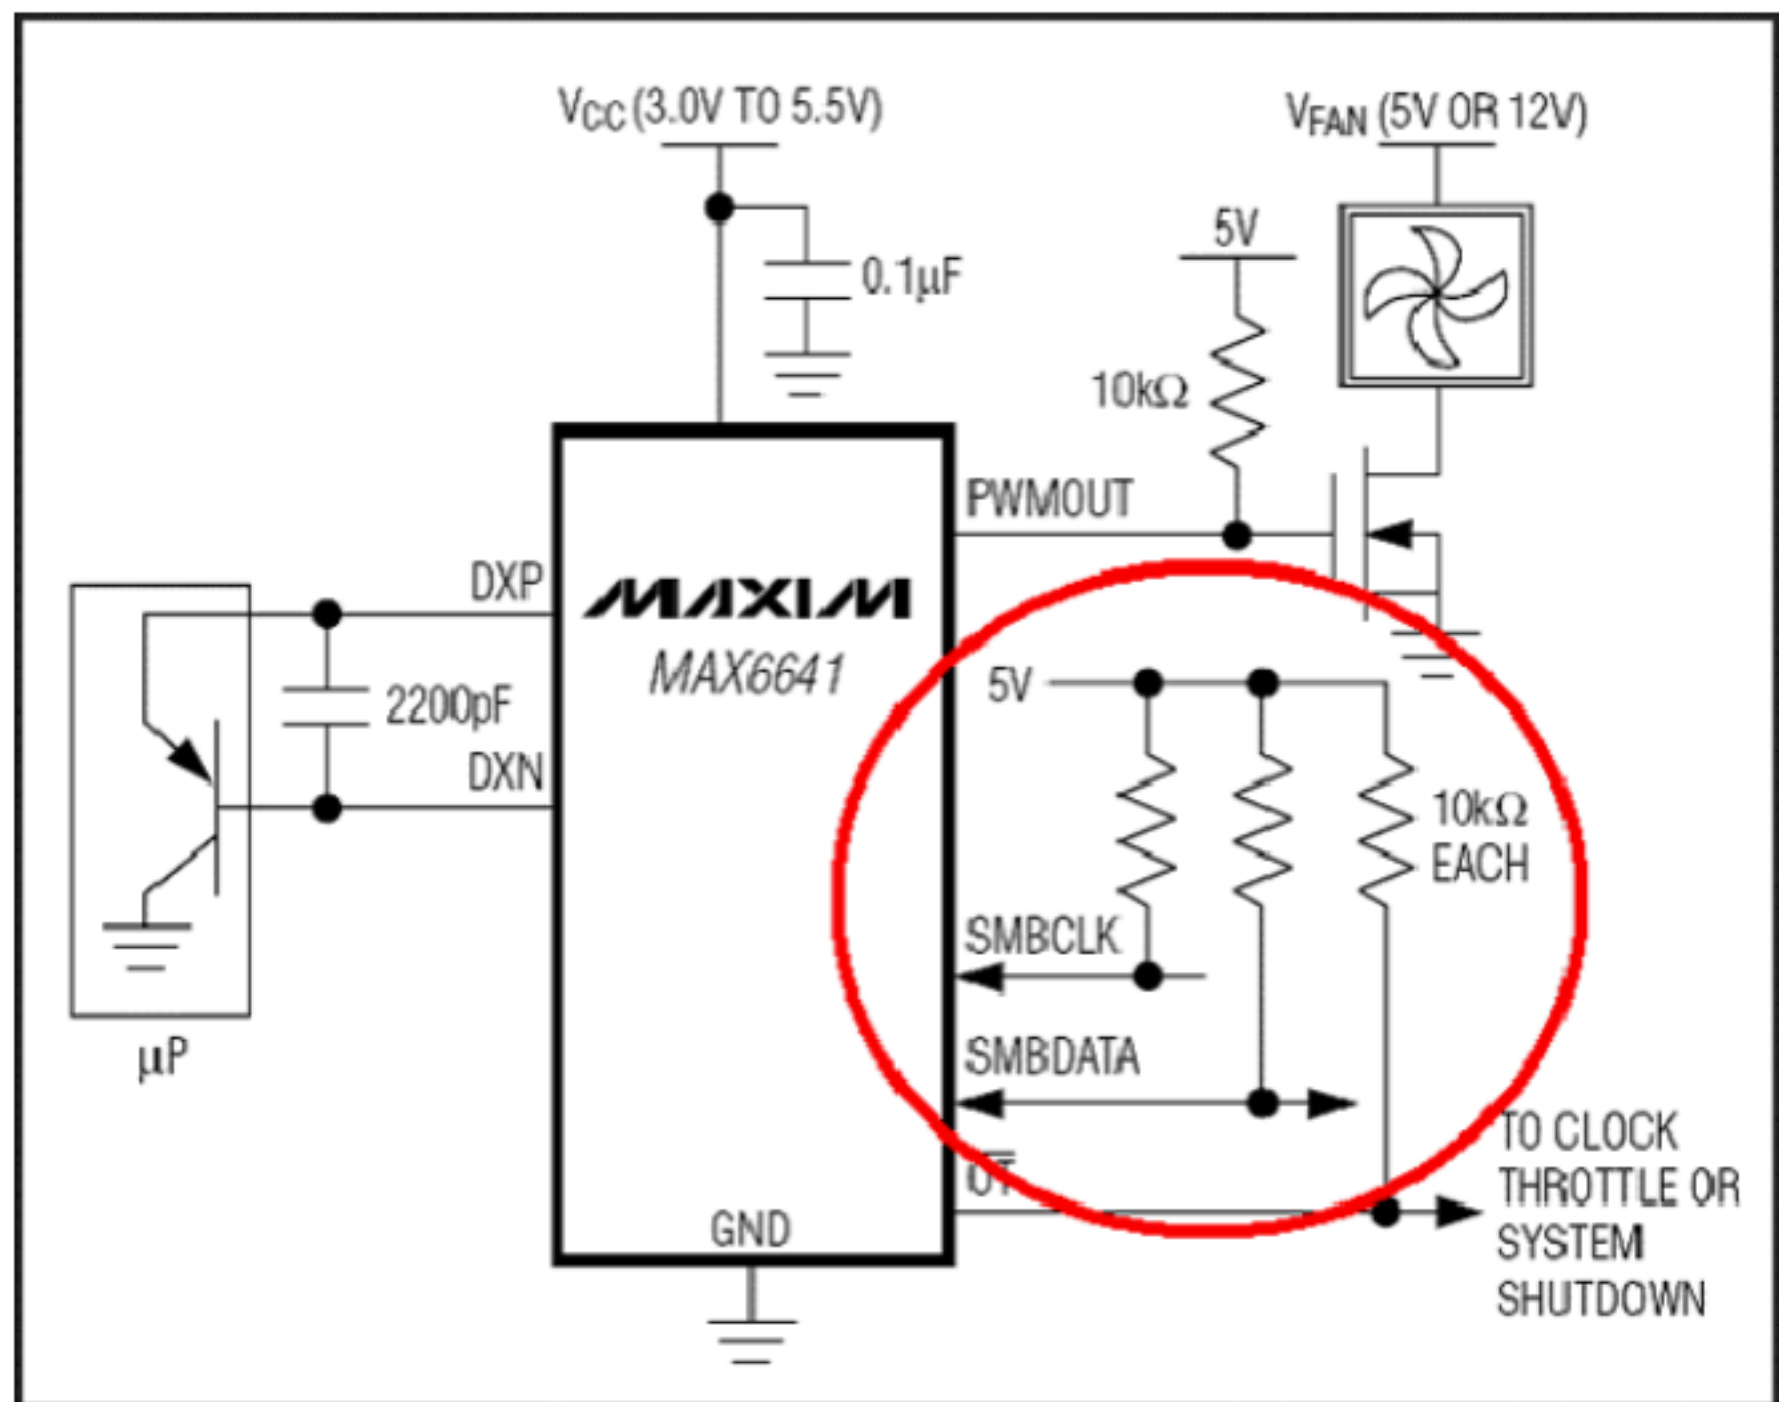 VCC (3.0V TO 5.5V)
VFAN (5V OR 12V)
5V
0.1µF
10kΩ
PWMOUT
DXP
MAXIM
MAX6641
5V
2200pF
DXN
10kΩ
EACH
SMBCLK
µP
SMBDATA
TO CLOCK
THROTTLE OR
SYSTEM
SHUTDOWN
OT
GND